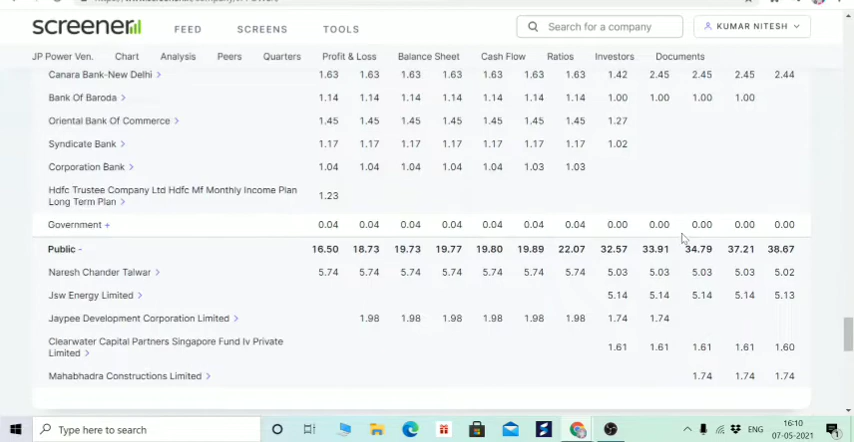 screener
FEED SCREENS TOOLS
Search for a company
KUMAR NITESH
JP Power Ven. Chart Analysis Peers Quarters Profit & Loss Balance Sheet Cash Flow Ratios Investors Documents
Canara Bank-New Delhi 1.63 1.63 1.63 1.63 1.63 1.63 1.63 1.42 2.45 2.45 2.45 2.44
Bank Of Baroda 1.14 1.14 1.14 1.14 1.14 1.14 1.14 1.00 1.00 1.00 1.00
Oriental Bank Of Commerce 1.45 1.45 1.45 1.45 1.45 1.45 1.45 1.27
Syndicate Bank 1.17 1.17 1.17 1.17 1.17 1.17 1.17 1.02
Corporation Bank 1.04 1.04 1.04 1.04 1.04 1.03 1.03
Hdfc Trustee Company Ltd Hdfc Mf Monthly Income Plan
Long Term Plan 1.23
Government + 0.04 0.04 0.04 0.04 0.04 0.04 0.04 0.00 0.00 0.00 0.00 0.00
Public - 16.50 18.73 19.73 19.77 19.80 19.89 22.07 32.57 33.91 34.79 37.21 38.67
Naresh Chander Talwar 5.74 5.74 5.74 5.74 5.74 5.74 5.74 5.03 5.03 5.03 5.03 5.02
Jsw Energy Limited 5.14 5.14 5.14 5.14 5.13
Jaypee Development Corporation Limited 1.98 1.98 1.98 1.98 1.98 1.98 1.74 1.74
Clearwater Capital Partners Singapore Fund Iv Private
Limited 1.61 1.61 1.61 1.61 1.60
Mahabhadra Constructions Limited 1.74 1.74 1.74
Type here to search
ENG
16:10
07-05-2021